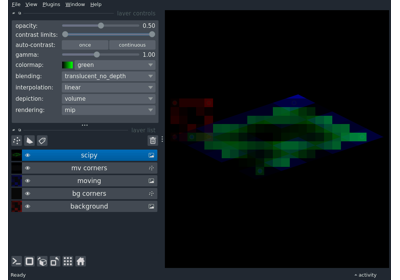 File View Plugins Window Help
layer controls
opacity: 0.50
contrast limits:
auto-contrast: once continuous
gamma: 1.00
colormap: green
blending: translucent_no_depth
interpolation: linear
depiction: volume
rendering: mip
layer list
scipy
mv corners
moving
bg corners
background
Ready activity